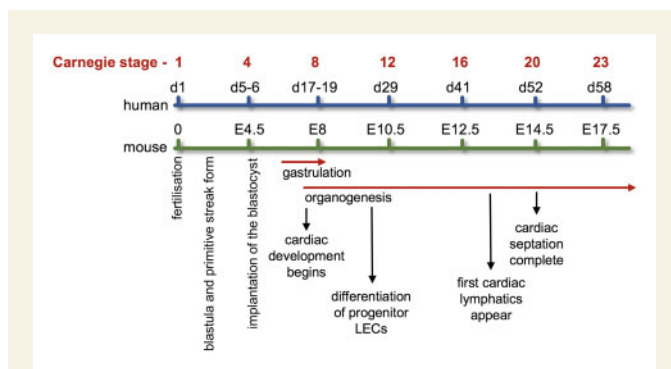 Carnegie stage - 1 4 8 12 16 20 23
d1 d5-6 d17-19 d29 d41 d52 d58
human
0 E4.5 E8 E10.5 E12.5 E14.5 E17.5
mouse
fertilisation
blastula and primitive streak form
implantation of the blastocyst
gastrulation
organogenesis
cardiac
development
begins
differentiation
of progenitor
LECs
first cardiac
lymphatics
appear
cardiac
septation
complete